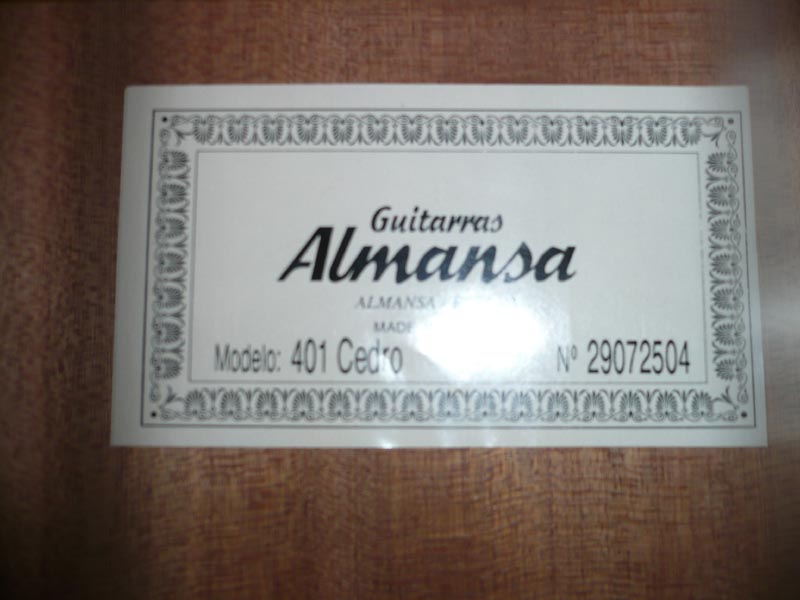 Guitarras
Almansa
ALMANSA
MADE
Modelo: 401 Cedro Nº 29072504